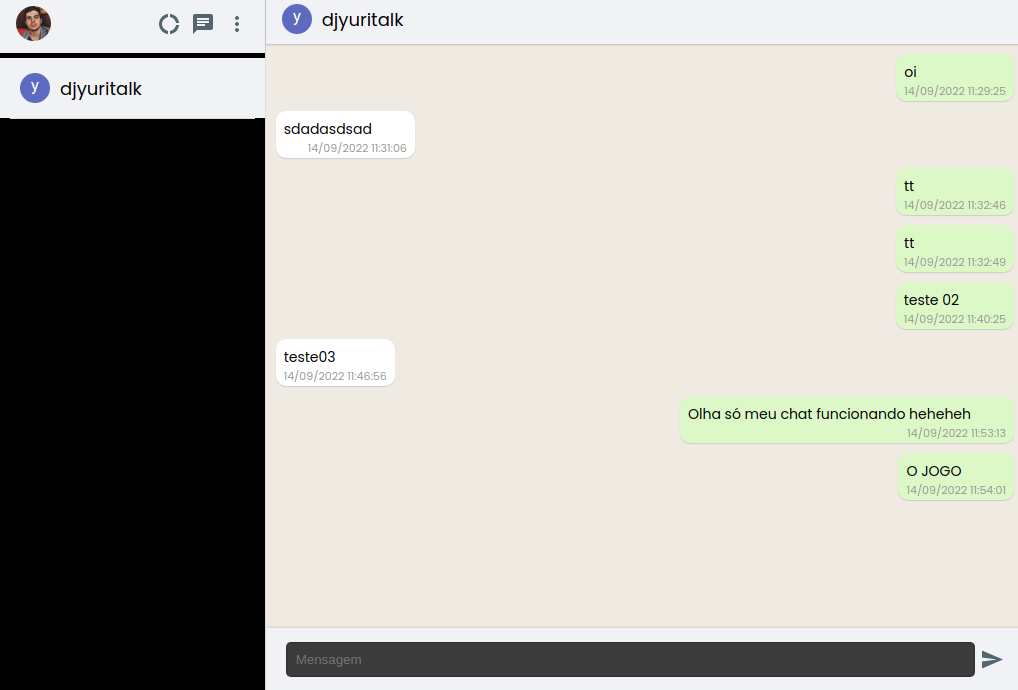 y djyuritalk
y djyuritalk
oi
14/09/2022 11:29:25
sdadasdsad
14/09/2022 11:31:06
tt
14/09/2022 11:32:46
tt
14/09/2022 11:32:49
teste 02
14/09/2022 11:40:25
teste03
14/09/2022 11:46:56
Olha só meu chat funcionando heheheh
14/09/2022 11:53:13
O JOGO
14/09/2022 11:54:01
Mensagem